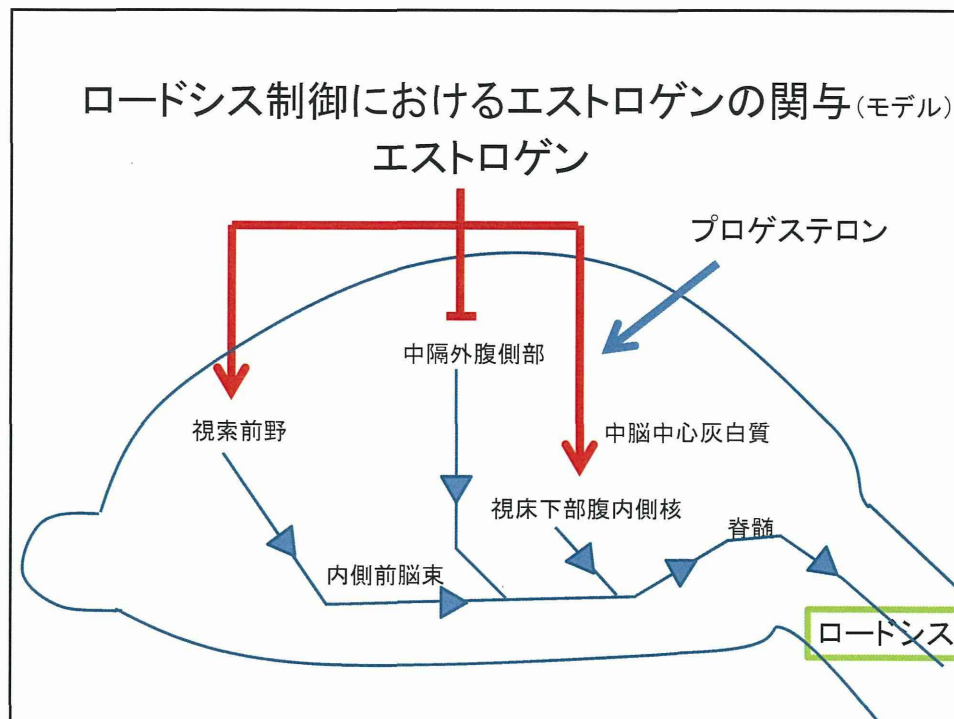 ロードシス制御におけるエストロゲンの関与(モデル)
エストロゲン
プロゲステロン
中隔外腹側部
視索前野
中脳中心灰白質
視床下部腹内側核
脊髄
内側前脳束
ロードシス